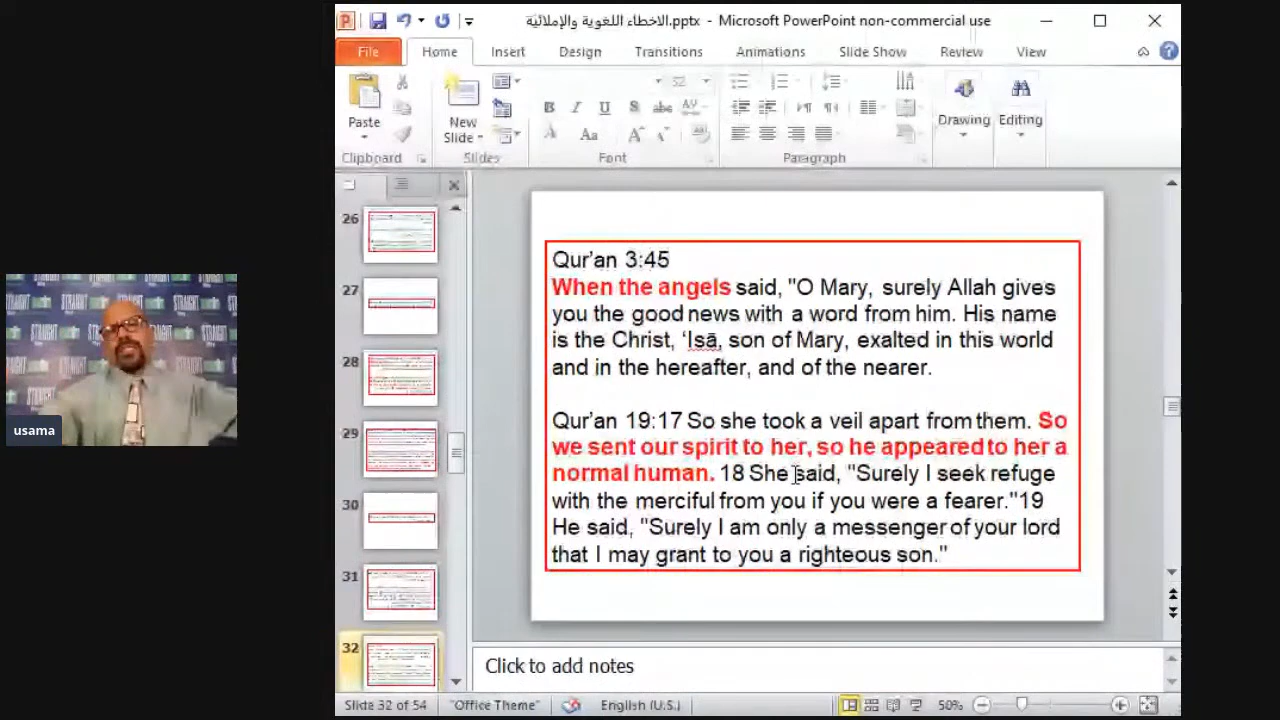 الاخطاء اللغوية والإملائية.pptx - Microsoft PowerPoint non-commercial use
File Home Insert Design Transitions Animations Slide Show Review View
Paste
New
Slide
Drawing
Editing
Clipboard Slides Font Paragraph
32
B I U S abc AV
A Aa A A
26
27
28
29
30
31
32
Qur’an 3:45
When the angels said, "O Mary, surely Allah gives
you the good news with a word from him. His name
is the Christ, ‘Isā, son of Mary, exalted in this world
and in the hereafter, and of the nearer.
Qur’an 19:17 So she took a veil apart from them. So
we sent our spirit to her, so he appeared to her a
normal human. 18 She said, "Surely I seek refuge
with the merciful from you if you were a fearer."19
He said, "Surely I am only a messenger of your lord
that I may grant to you a righteous son."
Click to add notes
Slide 32 of 54 "Office Theme" English (U.S.) 50%
STRAIGHT
usama